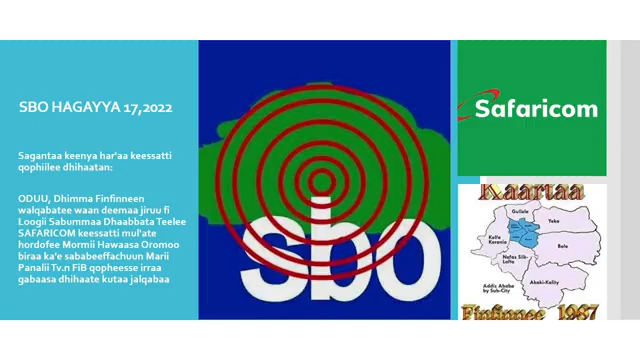 SBO HAGAYYA 17,2022
Sagantaa keenya har'aa keessatti
qophiilee dhihaatan:
ODUU, Dhimma Finfinneen
walqabatee waan deemaa jiruu fi
Loogii Sabummaa Dhaabbata Teelee
SAFARICOM keessatti mul'ate
hordofee Mormii Hawaasa Oromoo
biraa ka'e sababeeffachuun Marii
Panalii Tv.n FiB qopheesse irraa
gabaasa dhihaate kutaa jalqabaa
sbo
Safaricom
Kaartaa
Gullele
Yeka
Kolfe
Keranio
Bole
Nefas Silk-
Lafto
Akaki-Kality
Addis Ababa
by Sub-City
Finfinnee 1987